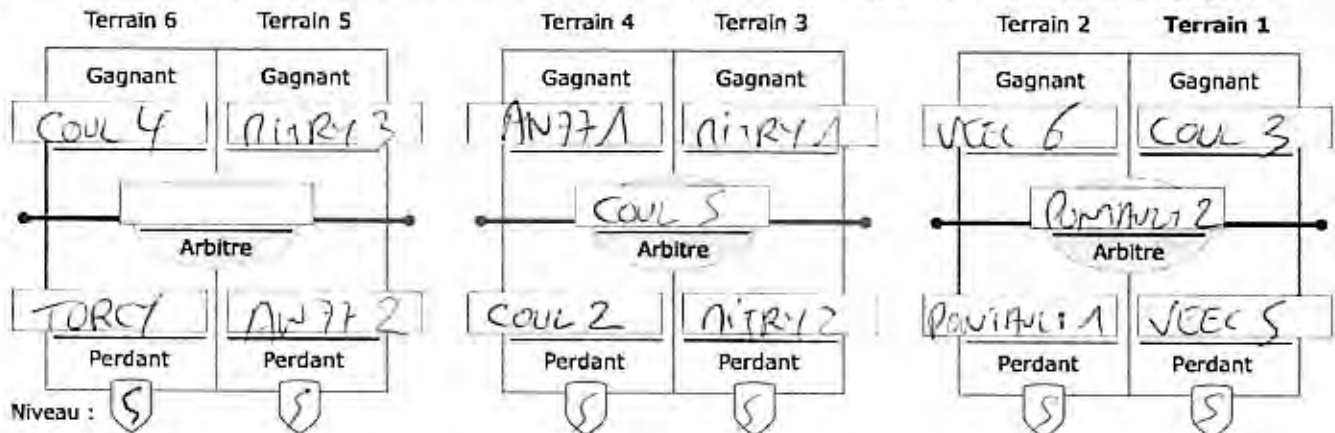 Terrain 6 Terrain 5 Terrain 4 Terrain 3 Terrain 2 Terrain 1
Gagnant Gagnant Gagnant Gagnant Gagnant Gagnant
COUL 4 MITRY 3 AN77 1 MITRY 1 VEEC 6 COUL 3
COUL 5 PONTAULT 2
Arbitre Arbitre Arbitre
TORCY AN 77 2 COUL 2 MITRY 2 PONTAULT 1 VEEC 5
Perdant Perdant Perdant Perdant Perdant Perdant
Niveau : 5 5 5 5 5 5